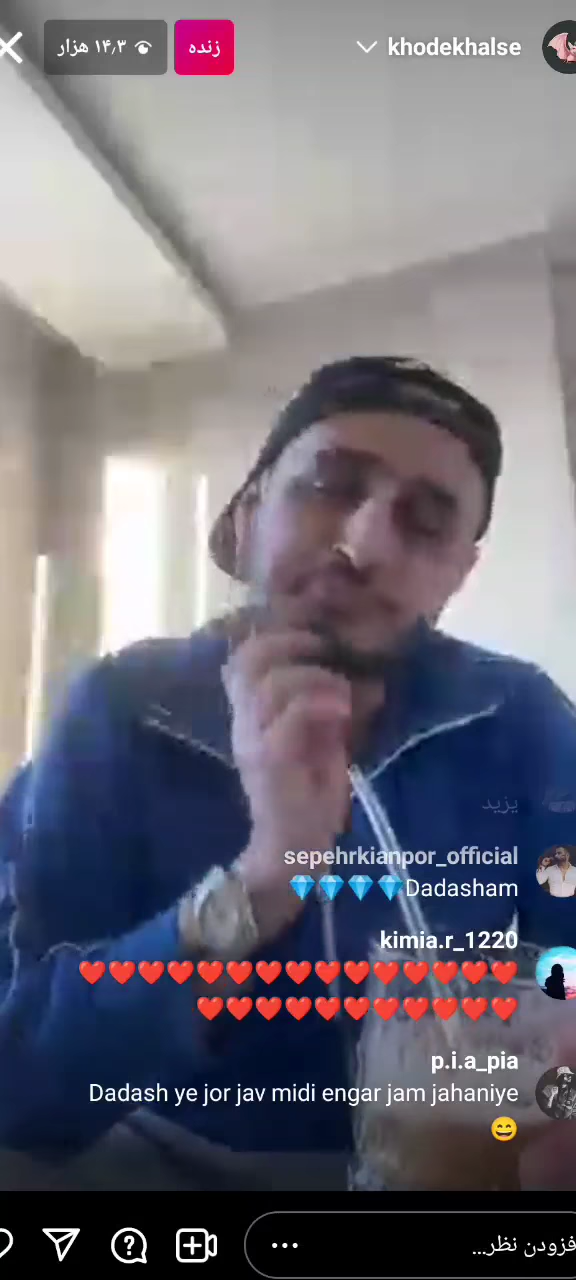 khodekhalse
زنده
۱۴٫۳ هزار
یزید
sepehrkianpor_official
💎💎💎💎Dadasham
kimia.r_1220
❤️❤️❤️❤️❤️❤️❤️❤️❤️❤️❤️❤️❤️❤️❤️
❤️❤️❤️❤️❤️❤️❤️❤️❤️❤️❤️
p.i.a_pia
Dadash ye jor jav midi engar jam jahaniye
😄
فزودن نظر...